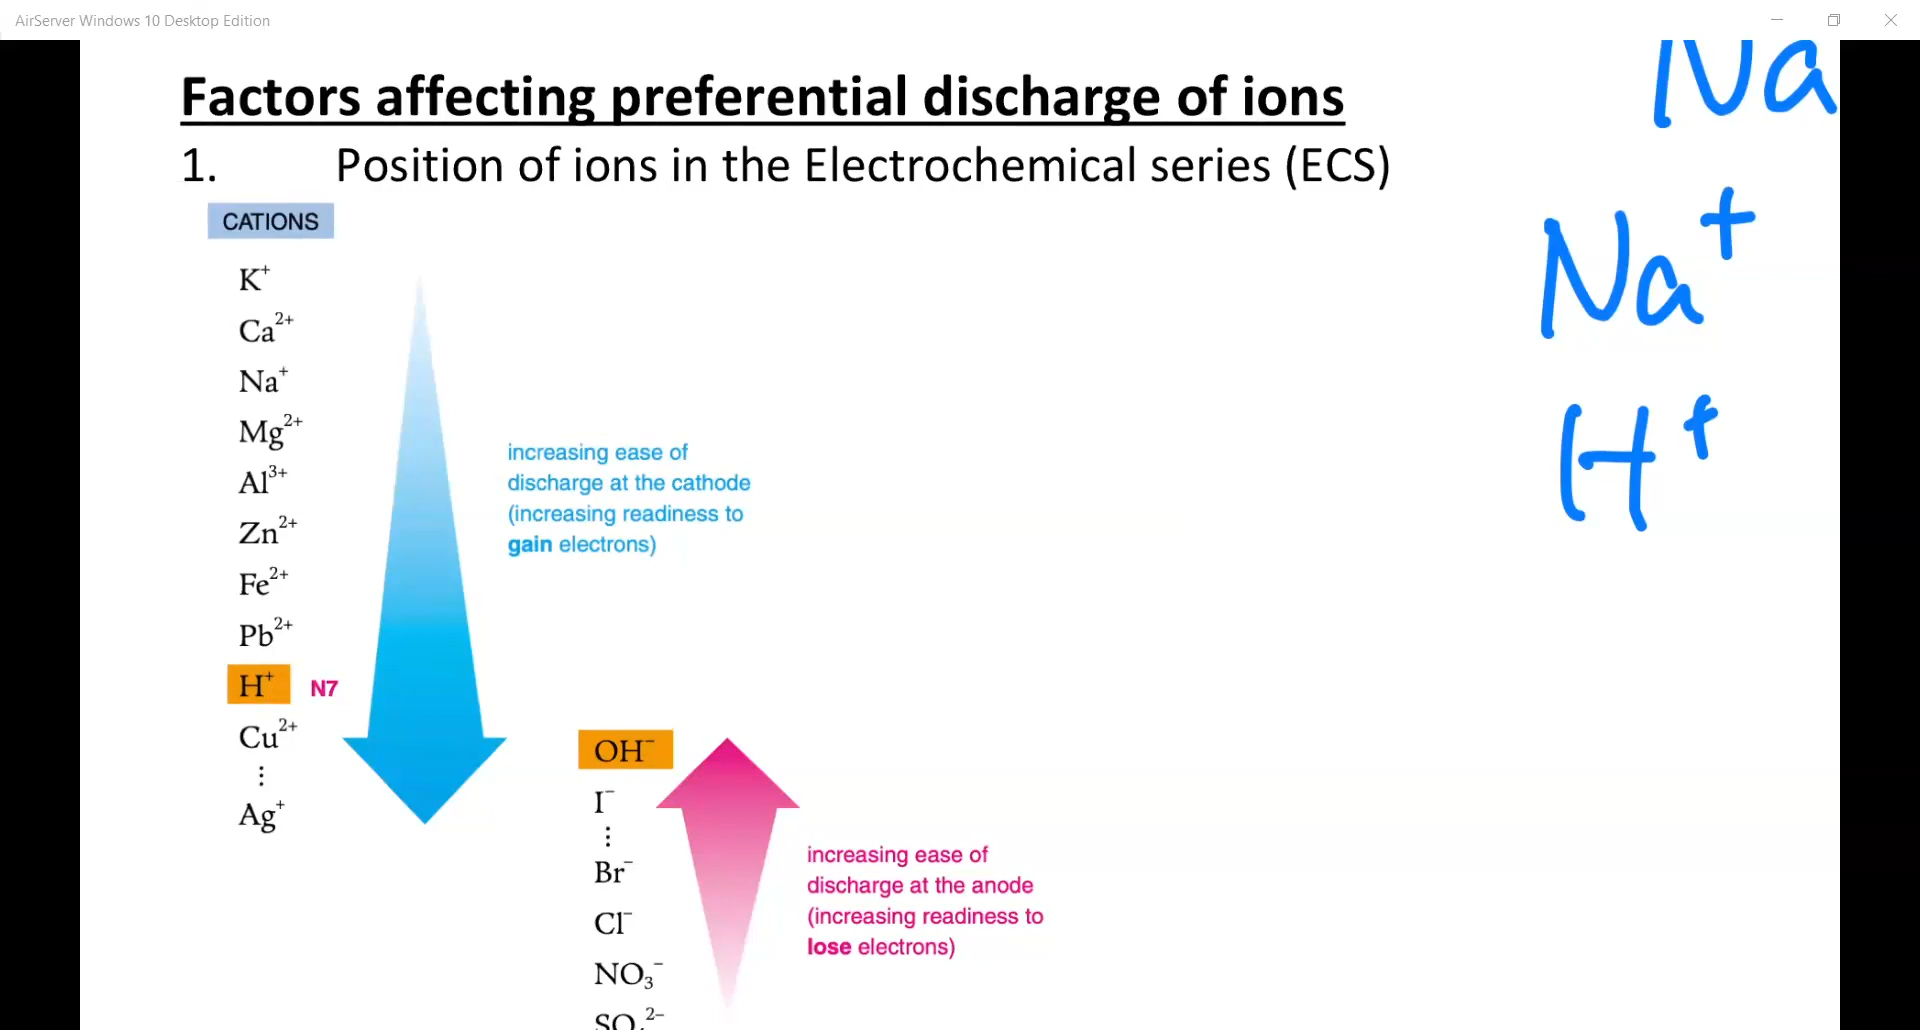 AirServer Windows 10 Desktop Edition
Factors affecting preferential discharge of ions
1. Position of ions in the Electrochemical series (ECS)
CATIONS
K⁺
Ca²⁺
Na⁺
Mg²⁺
Al³⁺
Zn²⁺
Fe²⁺
Pb²⁺
H⁺ N7
Cu²⁺
⋮
Ag⁺
increasing ease of
discharge at the cathode
(increasing readiness to
gain electrons)
OH⁻
I⁻
⋮
Br⁻
Cl⁻
NO₃⁻
SO₄²⁻
increasing ease of
discharge at the anode
(increasing readiness to
lose electrons)
Na
Na⁺
H⁺